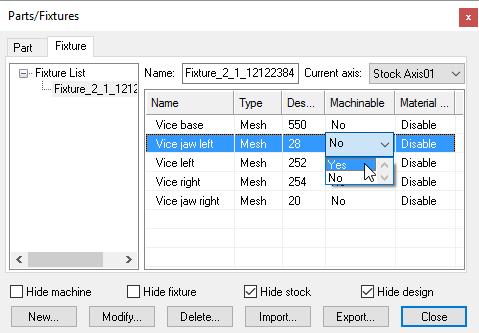 Parts/Fixtures x
Part Fixture
Fixture List
Fixture_2_1_1212
Name: Fixture_2_1_12122384 Current axis: Stock Axis01
Name Type Des... Machinable Material ...
Vice base Mesh 550 No Disable
Vice jaw left Mesh 28 No Disable
Vice left Mesh 252 Yes Disable
Vice right Mesh 254 No Disable
Vice jaw right Mesh 20 No Disable
Hide machine Hide fixture Hide stock Hide design
New... Modify... Delete... Import... Export... Close